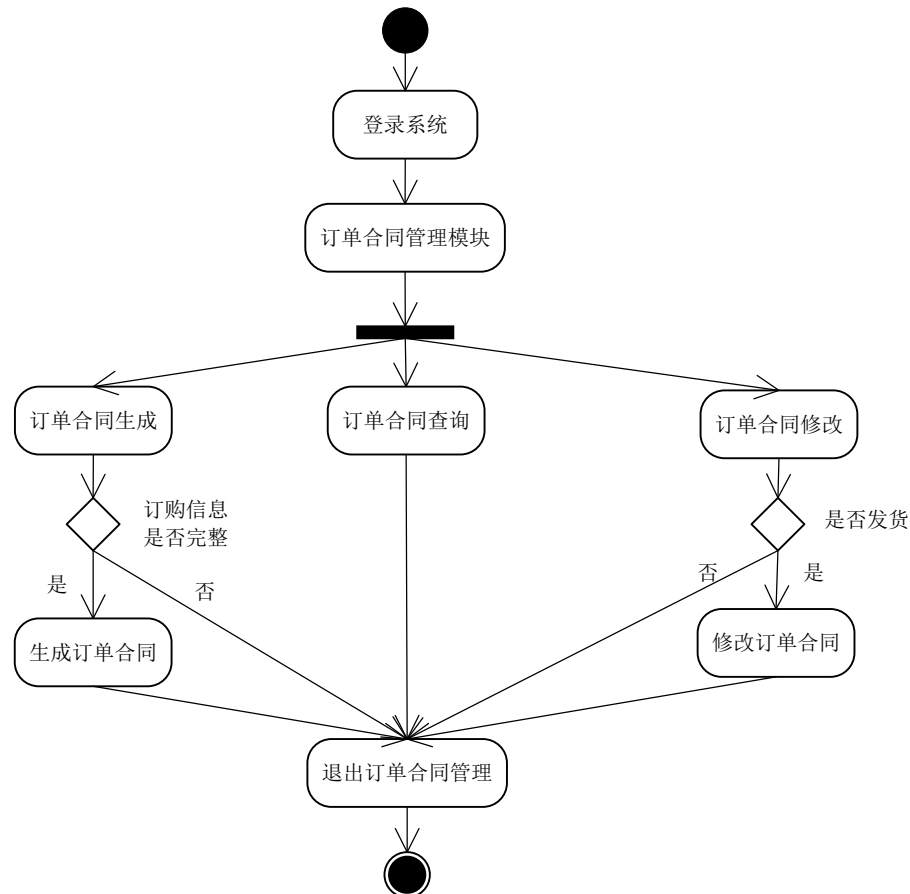 登录系统
订单合同管理模块
订单合同生成
订单合同查询
订单合同修改
订购信息
是否完整
是否发货
是
否
否
是
生成订单合同
修改订单合同
退出订单合同管理